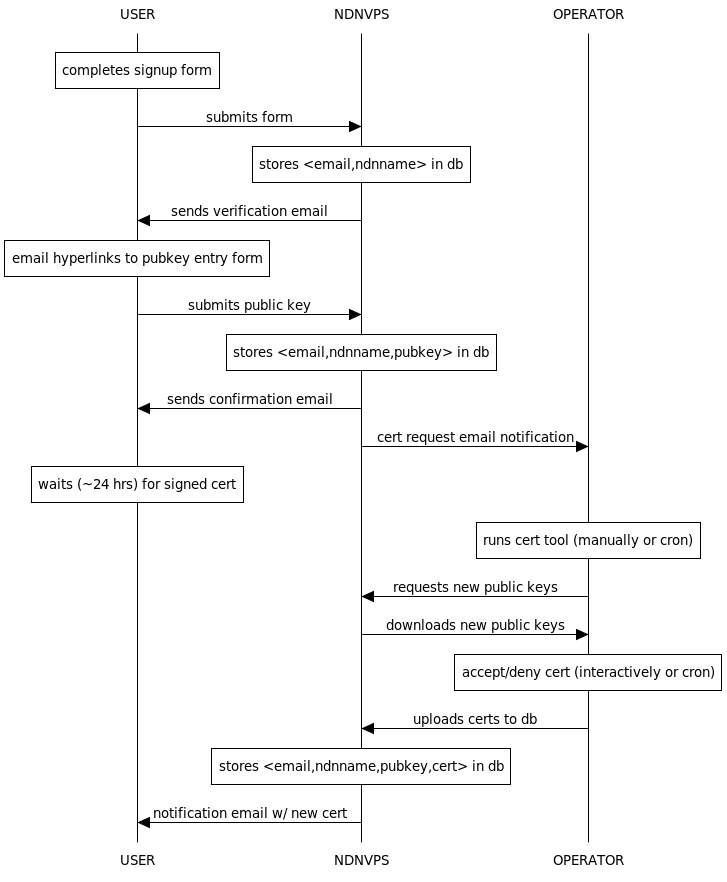 USER NDNVPS OPERATOR
completes signup form
submits form
stores <email,ndnname> in db
sends verification email
email hyperlinks to pubkey entry form
submits public key
stores <email,ndnname,pubkey> in db
sends confirmation email
cert request email notification
waits (~24 hrs) for signed cert
runs cert tool (manually or cron)
requests new public keys
downloads new public keys
accept/deny cert (interactively or cron)
uploads certs to db
stores <email,ndnname,pubkey,cert> in db
notification email w/ new cert
USER NDNVPS OPERATOR